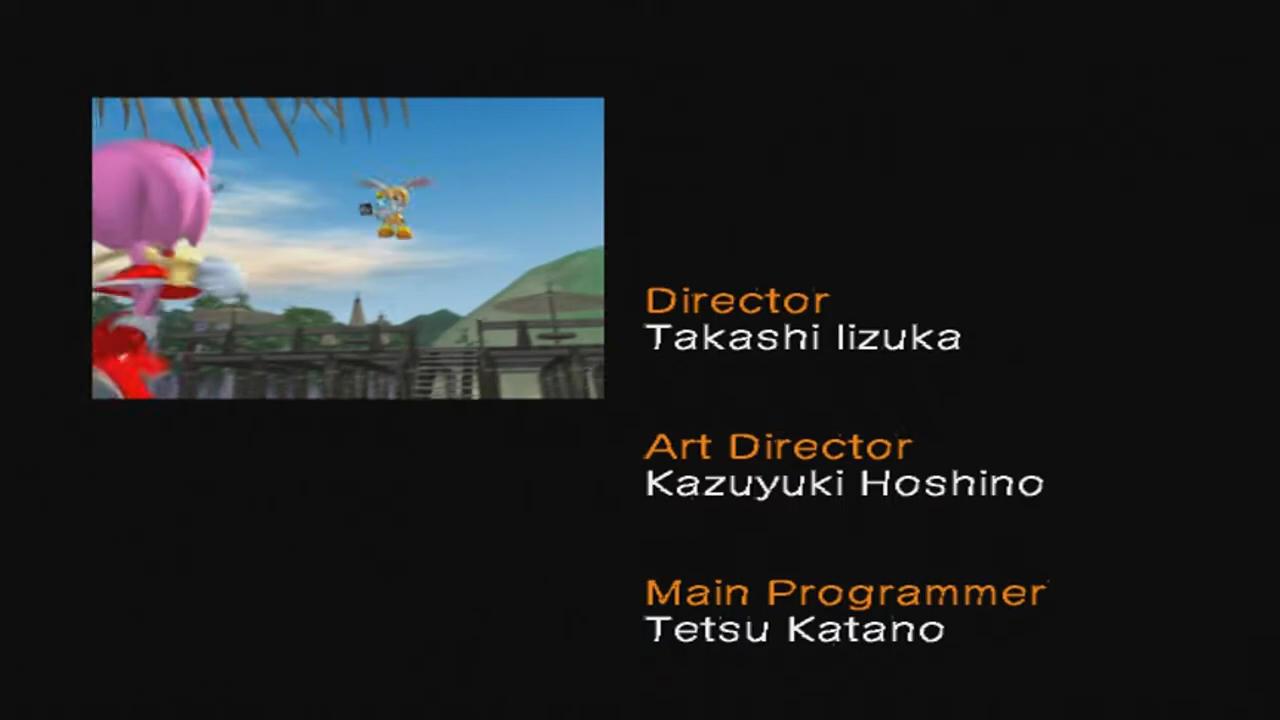 Director
Takashi Iizuka
Art Director
Kazuyuki Hoshino
Main Programmer
Tetsu Katano